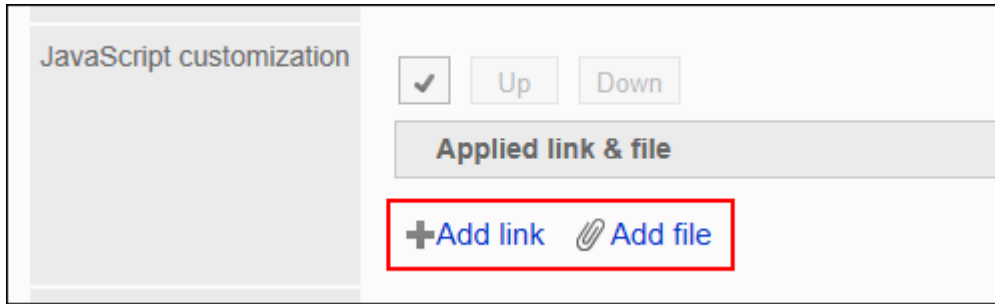 JavaScript customization
Up Down
Applied link & file
Add link Add file